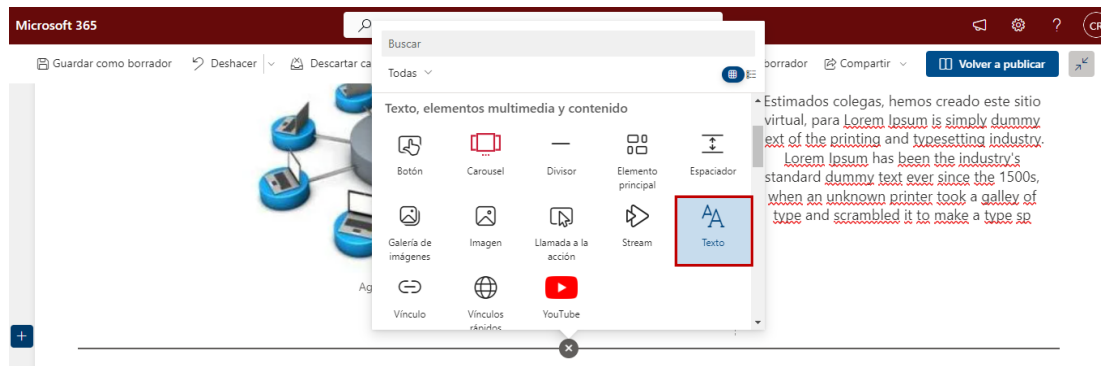 Microsoft 365
?
CR
Guardar como borrador
Deshacer
Descartar ca
borrador
Compartir
Volver a publicar
Buscar
Todas
Texto, elementos multimedia y contenido
Botón
Carousel
Divisor
Elemento
principal
Espaciador
Galería de
imágenes
Imagen
Llamada a la
acción
Stream
AA
Texto
Vínculo
Vínculos
rápidos
YouTube
Estimados colegas, hemos creado este sitio
virtual, para Lorem Ipsum is simply dummy
ext of the printing and typesetting industry.
Lorem Ipsum has been the industry's
standard dummy text ever since the 1500s,
when an unknown printer took a galley of
type and scrambled it to make a type sp
Ag